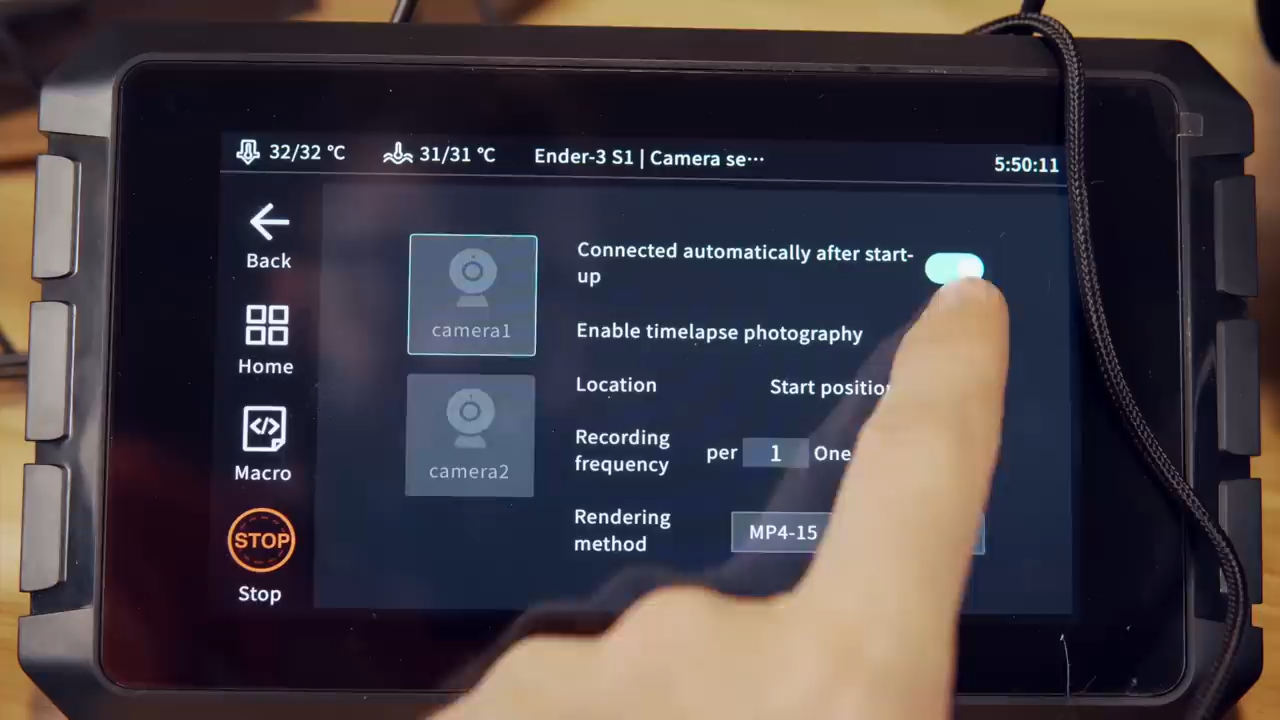 32/32 ℃ 31/31 ℃ Ender-3 S1 | Camera se··· 5:50:11
Back
Home
Macro
STOP
Stop
camera1
camera2
Connected automatically after start-
up
Enable timelapse photography
Location Start position
Recording
frequency
per 1 One
Rendering
method
MP4-15